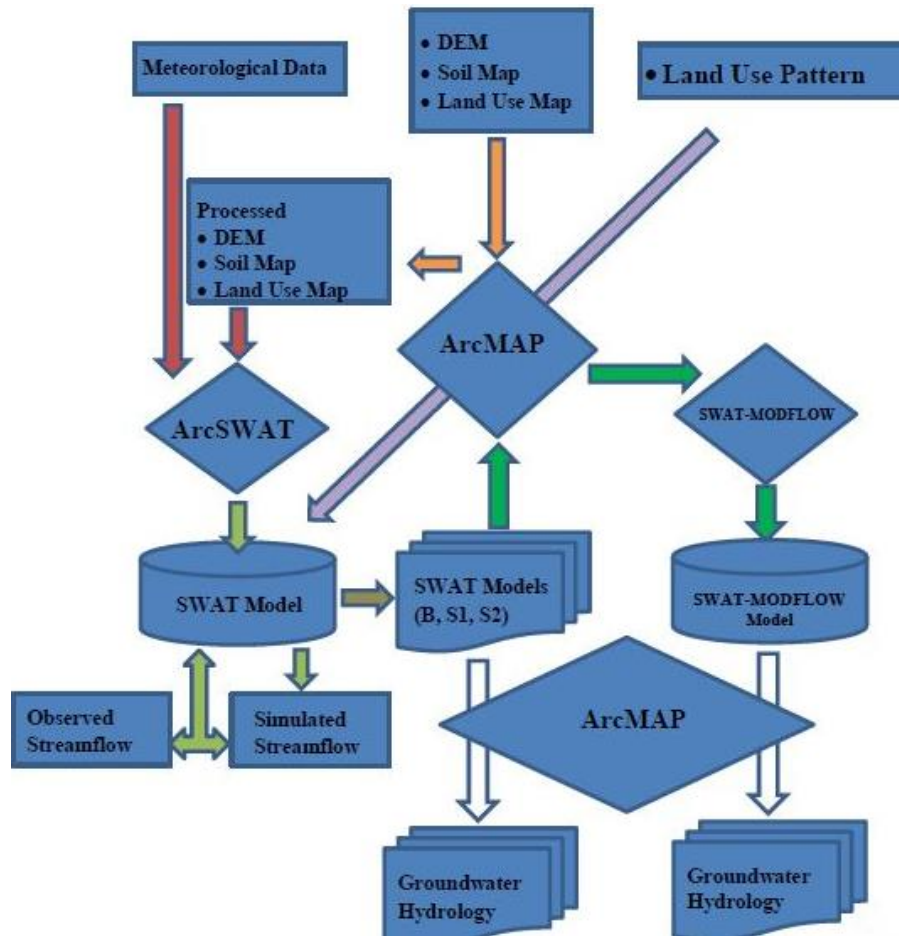 Meteorological Data
• DEM
• Soil Map
• Land Use Map
• Land Use Pattern
Processed
• DEM
• Soil Map
• Land Use Map
ArcMAP
ArcSWAT
SWAT-MODFLOW
SWAT Model
SWAT Models
(B, S1, S2)
SWAT-MODFLOW
Model
Observed
Streamflow
Simulated
Streamflow
ArcMAP
Groundwater
Hydrology
Groundwater
Hydrology